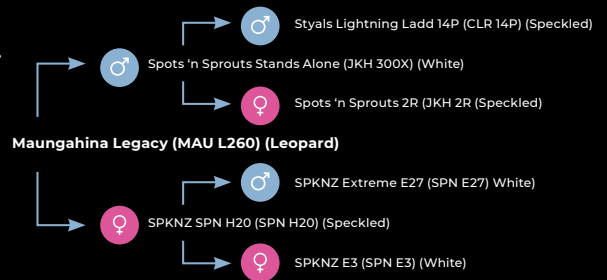 Styals Lightning Ladd 14P (CLR 14P) (Speckled)
Spots ‘n Sprouts Stands Alone (JKH 300X) (White)
Spots ‘n Sprouts 2R (JKH 2R (Speckled)
Maungahina Legacy (MAU L260) (Leopard)
SPKNZ Extreme E27 (SPN E27) White)
SPKNZ SPN H20 (SPN H20) (Speckled)
SPKNZ E3 (SPN E3) (White)